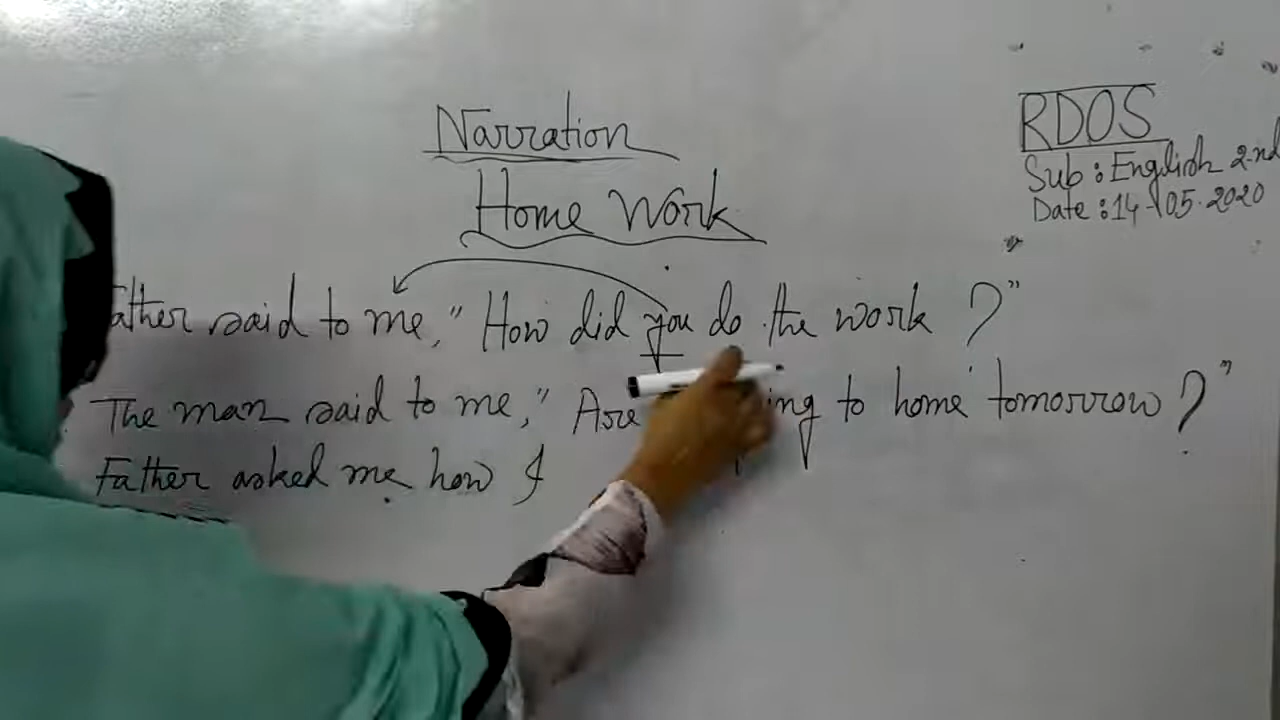 Narration
Home Work
RDOS
Sub : English 2nd
Date : 14.05.2020
ather said to me, "How did you do the work ?"
The man said to me, " Are ing to home tomorrow ?"
Father asked me how I